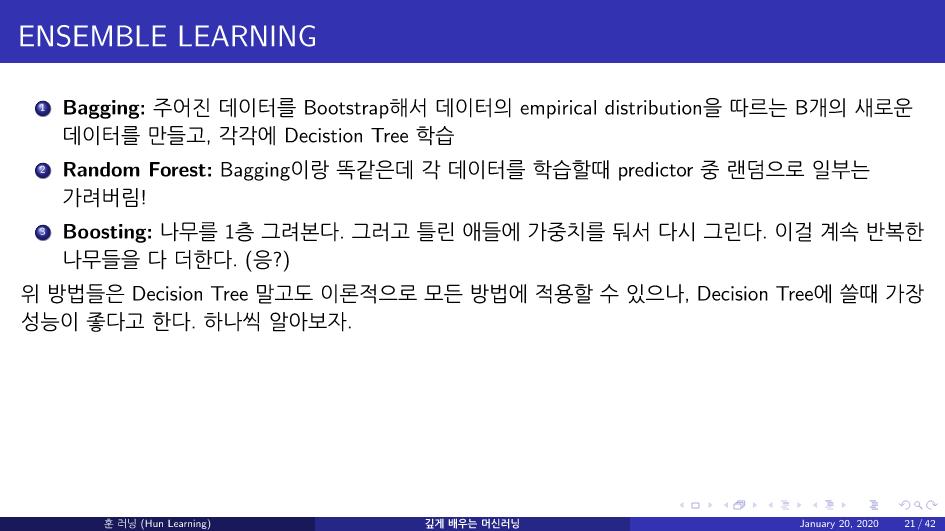 ENSEMBLE LEARNING
1 Bagging: 주어진 데이터를 Bootstrap해서 데이터의 empirical distribution을 따르는 B개의 새로운
데이터를 만들고, 각각에 Decistion Tree 학습
2 Random Forest: Bagging이랑 똑같은데 각 데이터를 학습할때 predictor 중 랜덤으로 일부는
가려버림!
3 Boosting: 나무를 1층 그려본다. 그러고 틀린 애들에 가중치를 둬서 다시 그린다. 이걸 계속 반복한
나무들을 다 더한다. (응?)
위 방법들은 Decision Tree 말고도 이론적으로 모든 방법에 적용할 수 있으나, Decision Tree에 쓸때 가장
성능이 좋다고 한다. 하나씩 알아보자.
훈 러닝 (Hun Learning) 깊게 배우는 머신러닝 January 20, 2020 21 / 42